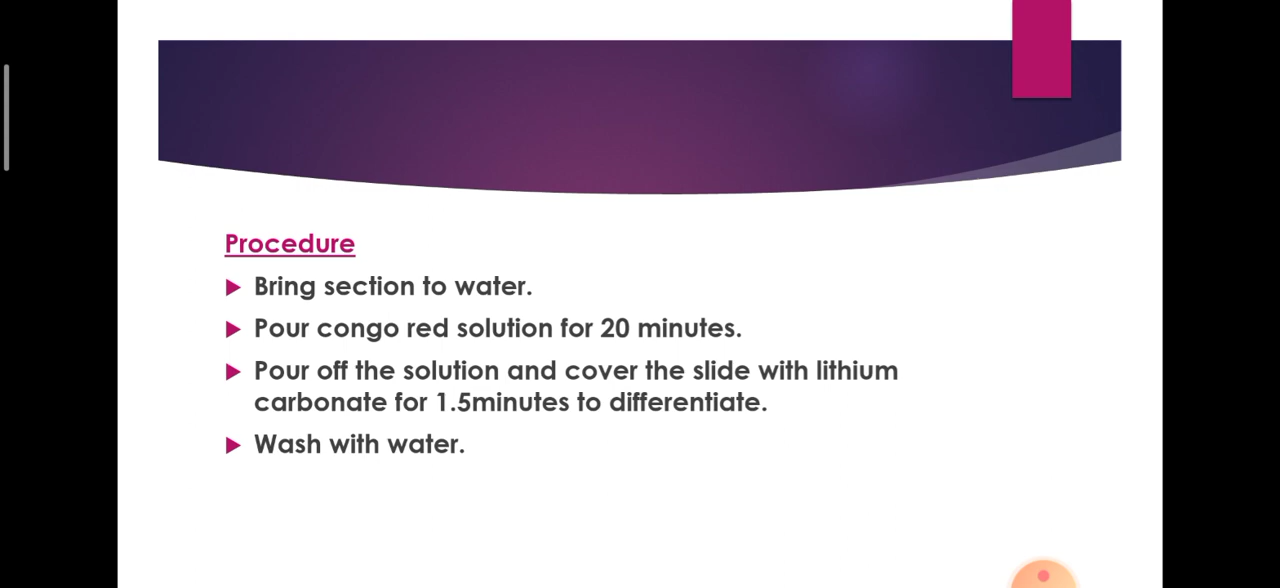 Procedure
Bring section to water.
Pour congo red solution for 20 minutes.
Pour off the solution and cover the slide with lithium
carbonate for 1.5minutes to differentiate.
Wash with water.